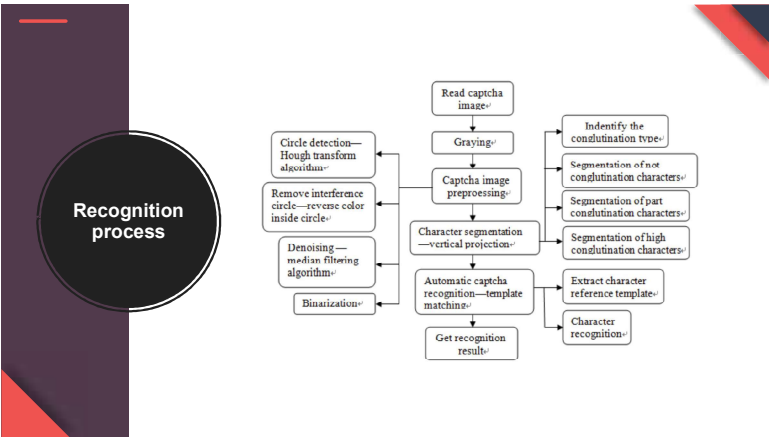 Recognition
process
Read captcha
image↵
Graying↵
Captcha image
preprocessing↵
Character segmentation
—vertical projection↵
Automatic captcha
recognition—template
matching↵
Get recognition
result↵
Circle detection—
Hough transform
algorithm↵
Remove interference
circle—reverse color
inside circle↵
Denoising —
median filtering
algorithm↵
Binarization↵
Indentify the
conglutination type↵
Segmentation of not
conglutination characters↵
Segmentation of part
conglutination characters↵
Segmentation of high
conglutination characters↵
Extract character
reference template↵
Character
recognition↵